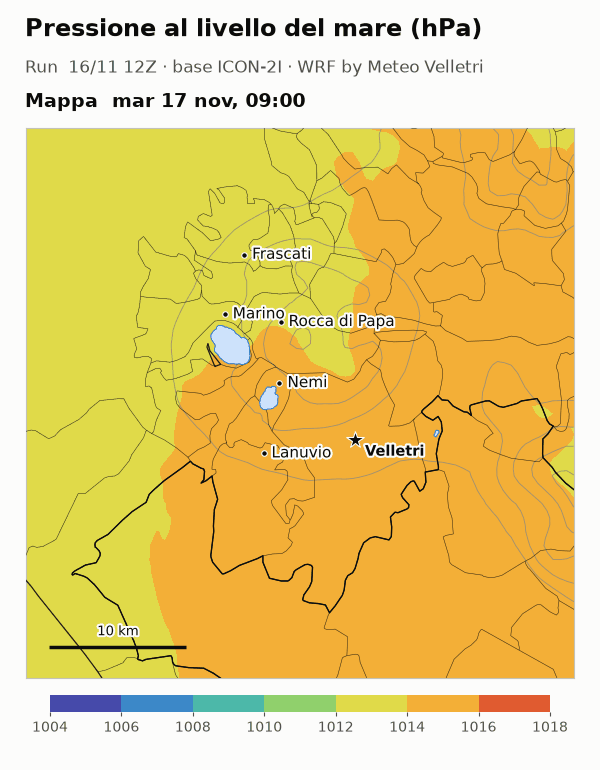 Pressione al livello del mare (hPa)
Run  16/11 12Z · base ICON-2I · WRF by Meteo Velletri
Mappa  mar 17 nov, 09:00
Frascati
Marino
Rocca di Papa
Nemi
Velletri
Lanuvio
10 km
1004 1006 1008 1010 1012 1014 1016 1018